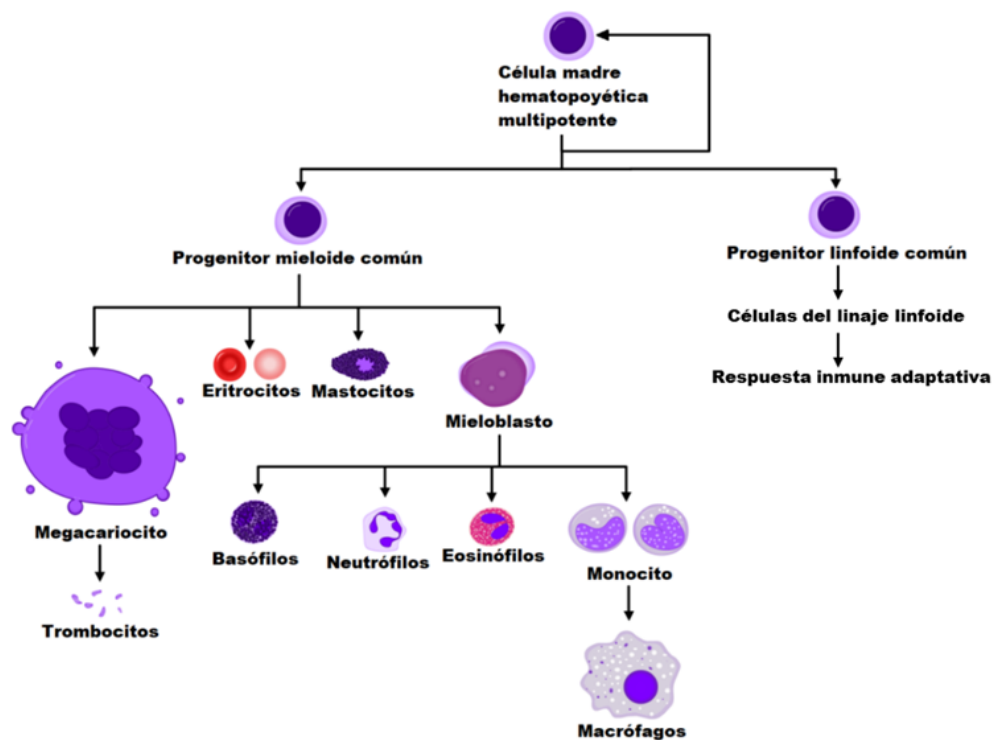 Célula madre
hematopoyética
multipotente
Progenitor mieloide común
Progenitor linfoide común
Células del linaje linfoide
Respuesta inmune adaptativa
Eritrocitos
Mastocitos
Mieloblasto
Megacariocito
Trombocitos
Basófilos
Neutrófilos
Eosinófilos
Monocito
Macrófagos